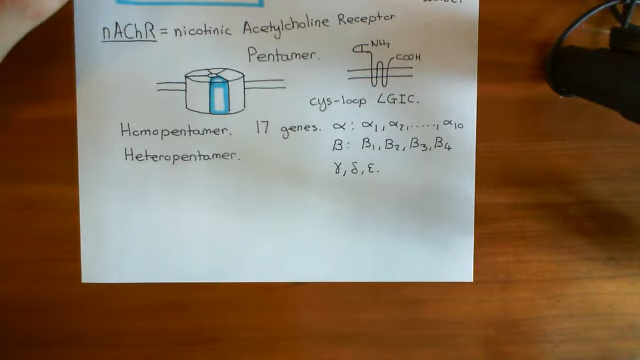 nAChR = nicotinic Acetylcholine Receptor
Pentamer.
NH₂
COOH
cys-loop LGIC.
Homopentamer. 17 genes. α: α₁, α₂, ....., α₁₀
Heteropentamer. β: β₁, β₂, β₃, β₄
γ, δ, ε.